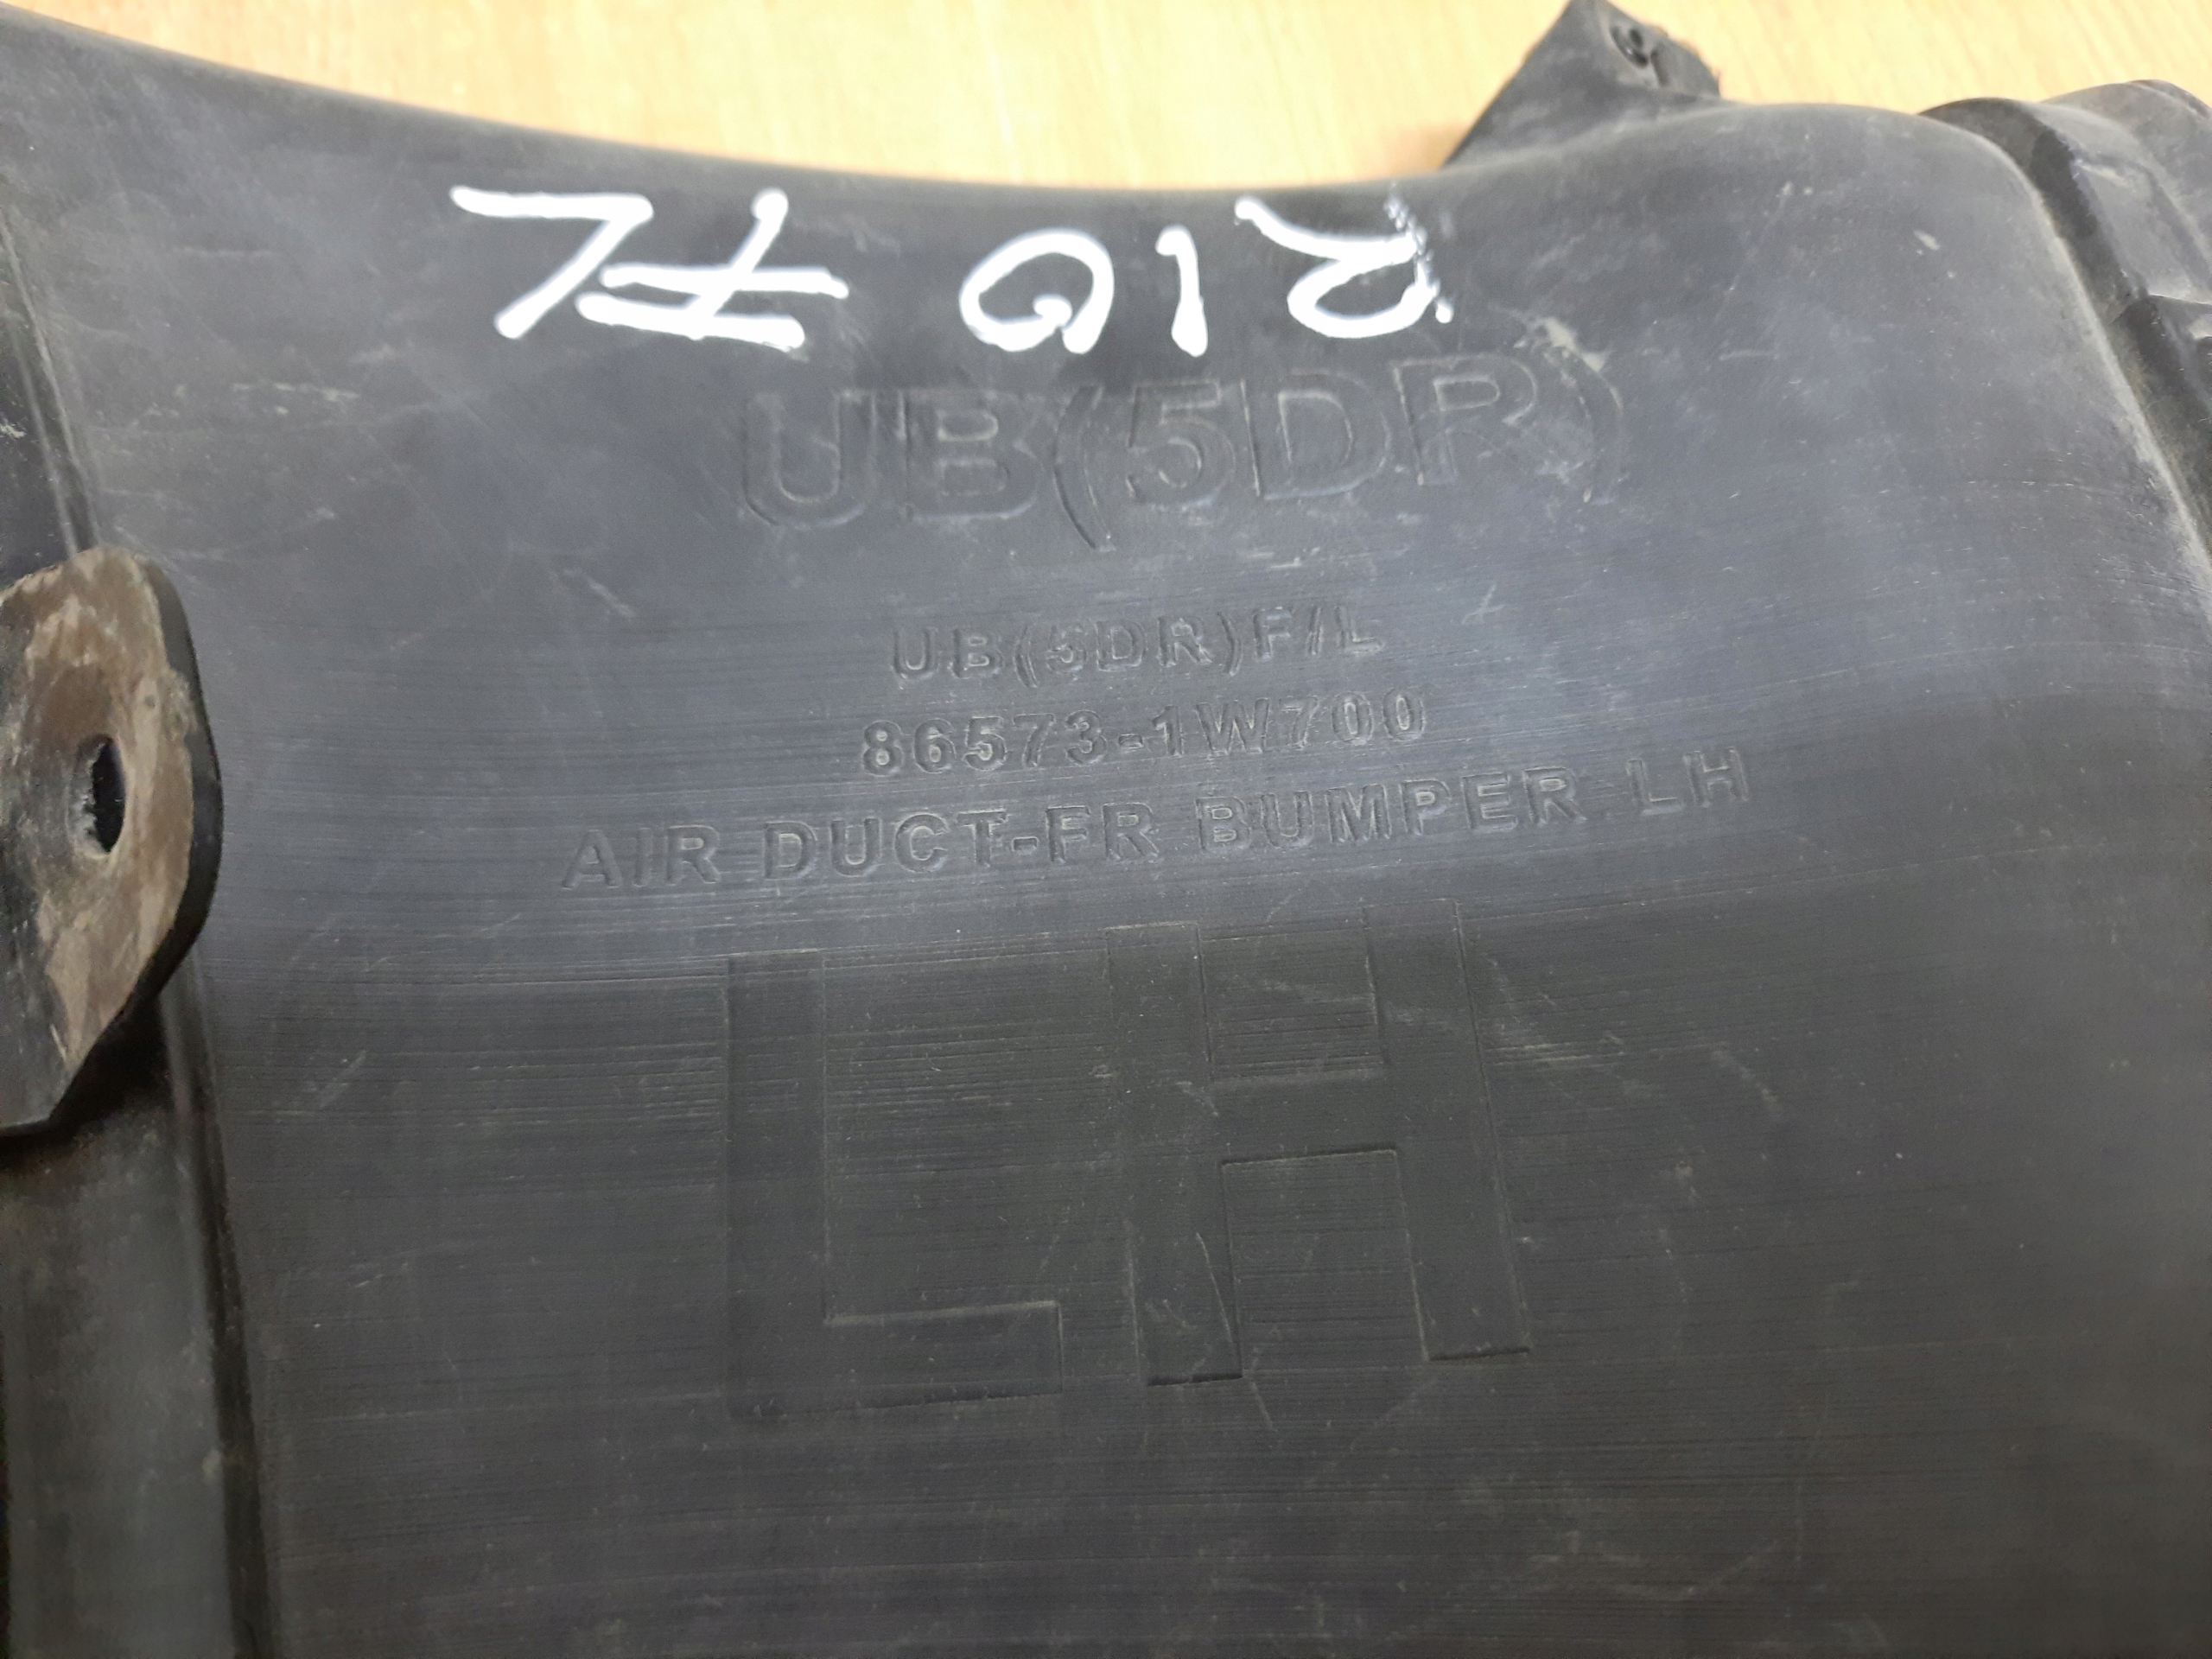 RIO FL
UB(5DR)
UB(5DR)F/L
86573-1W700
AIR DUCT-FR BUMPER LH
LH